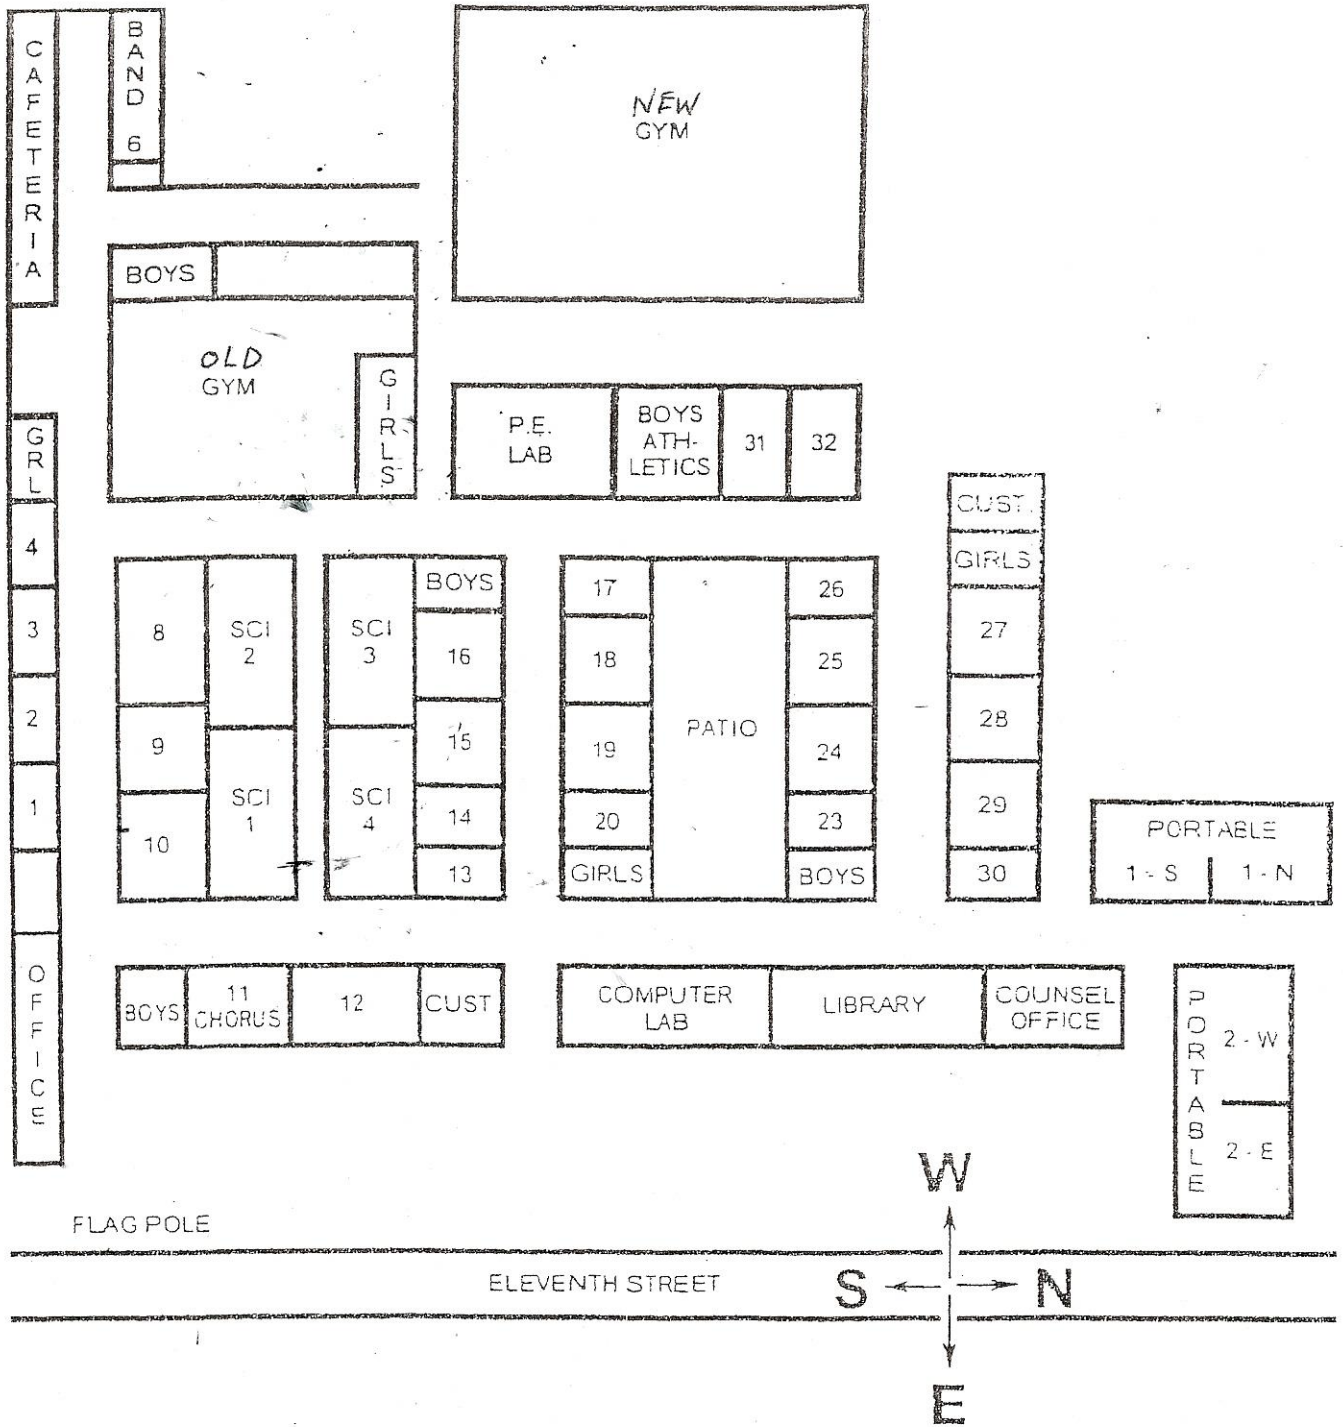 CAFETERIA
BAND 6
NEW
GYM
BOYS
OLD
GYM
GIRLS
P.E.
LAB
BOYS
ATH-
LETICS
31
32
GRL
4
3
2
1
OFFICE
8
9
10
SCI
2
SCI
1
SCI
3
SCI
4
BOYS
16
15
14
13
17
18
19
20
GIRLS
PATIO
26
25
24
23
BOYS
CUST.
GIRLS
27
28
29
30
PORTABLE
1 - S
1 - N
BOYS
11
CHORUS
12
CUST
COMPUTER
LAB
LIBRARY
COUNSEL
OFFICE
PORTABLE
2 - W
2 - E
FLAG POLE
ELEVENTH STREET
W
S
N
E